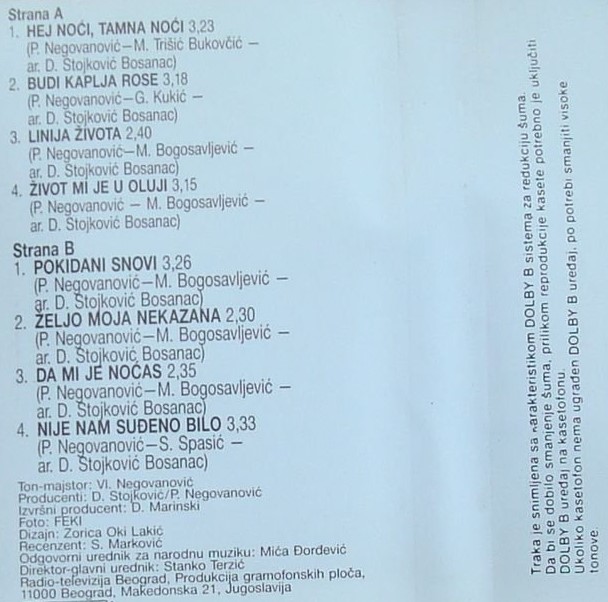 Strana A
1. HEJ NOĆI, TAMNA NOĆI 3,23
(P. Negovanović—M. Trišić Bukovčić —
ar. D. Stojković Bosanac)
2. BUDI KAPLJA ROSE 3,18
(P. Negovanović—G. Kukić —
ar. D. Stojković Bosanac)
3. LINIJA ŽIVOTA 2,40
(P. Negovanović—M. Bogosavljević —
ar. D. Stojković Bosanac)
4. ŽIVOT MI JE U OLUJI 3,15
(P. Negovanović — M. Bogosavljević —
ar. D. Stojković Bosanac)
Strana B
1. POKIDANI SNOVI 3,26
(P. Negovanović—M. Bogosavljević —
ar. D. Stojković Bosanac)
2. ŽELJO MOJA NEKAZANA 2,30
(P. Negovanović—M. Bogosavljević —
ar. D. Stojković Bosanac)
3. DA MI JE NOĆAS 2,35
(P. Negovanović—M. Bogosavljević —
ar. D. Stojković Bosanac)
4. NIJE NAM SUĐENO BILO 3,33
(P. Negovanović—S. Spasić —
ar. D. Stojković Bosanac)
Ton-majstor: Vl. Negovanović
Producenti: D. Stojković/P. Negovanović
Izvršni producent: D. Marinski
Foto: FEKI
Dizajn: Zorica Oki Lakić
Recenzent: S. Marković
Odgovorni urednik za narodnu muziku: Mića Đorđević
Direktor-glavni urednik: Stanko Terzić
Radio-televizija Beograd, Produkcija gramofonskih ploča,
11000 Beograd, Makedonska 21, Jugoslavija
Traka je snimljena sa karakteristikom DOLBY B sistema za redukciju šuma.
Da bi se dobilo smanjenje šuma, prilikom reprodukcije kasete potrebno je uključiti
DOLBY B uređaj na kasetofonu.
Ukoliko kasetofon nema ugrađen DOLBY B uređaj, po potrebi smanjiti visoke
tonove.